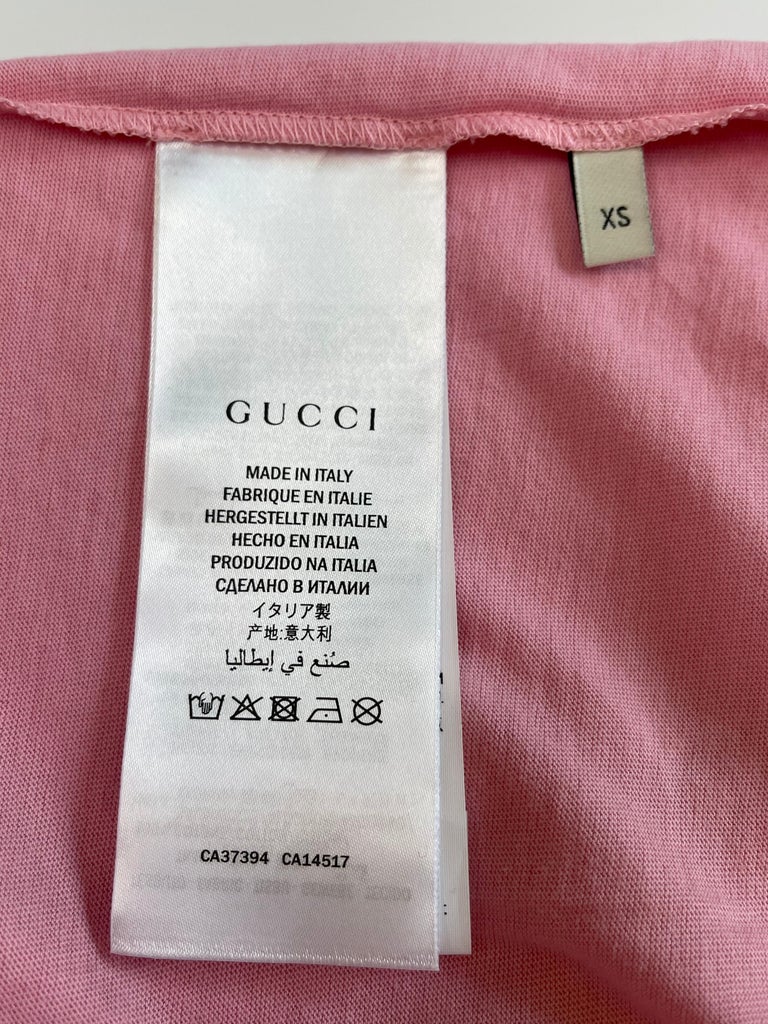 XS
GUCCI
MADE IN ITALY
FABRIQUE EN ITALIE
HERGESTELLT IN ITALIEN
HECHO EN ITALIA
PRODUZIDO NA ITALIA
СДЕЛАНО В ИТАЛИИ
イタリア製
产地:意大利
صُنع في إيطاليا
CA37394 CA14517